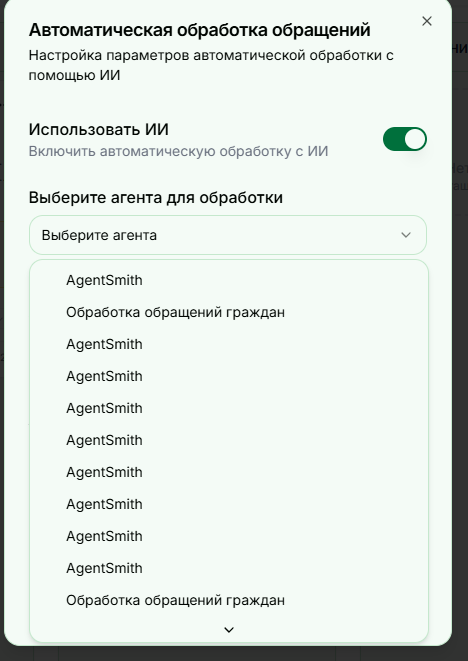 Автоматическая обработка обращений
Настройка параметров автоматической обработки с
помощью ИИ
Использовать ИИ
Включить автоматическую обработку с ИИ
Выберите агента для обработки
Выберите агента
AgentSmith
Обработка обращений граждан
AgentSmith
AgentSmith
AgentSmith
AgentSmith
AgentSmith
AgentSmith
AgentSmith
AgentSmith
Обработка обращений граждан